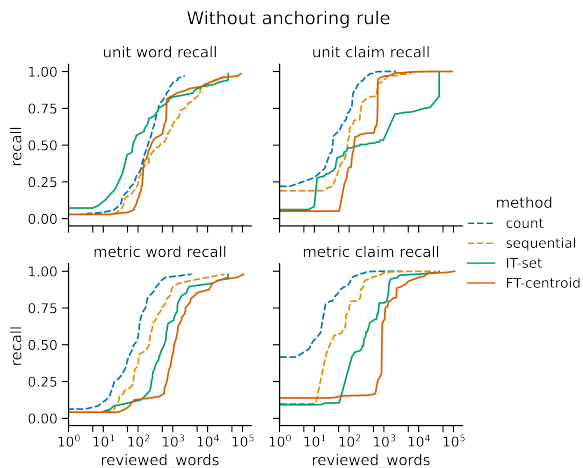 Without anchoring rule
unit word recall
unit claim recall
1.00
0.75
0.50
0.25
0.00
recall
metric word recall
metric claim recall
1.00
0.75
0.50
0.25
0.00
recall
10^0 10^1 10^2 10^3 10^4 10^5
10^0 10^1 10^2 10^3 10^4 10^5
reviewed_words
reviewed_words
method
count
sequential
IT-set
FT-centroid